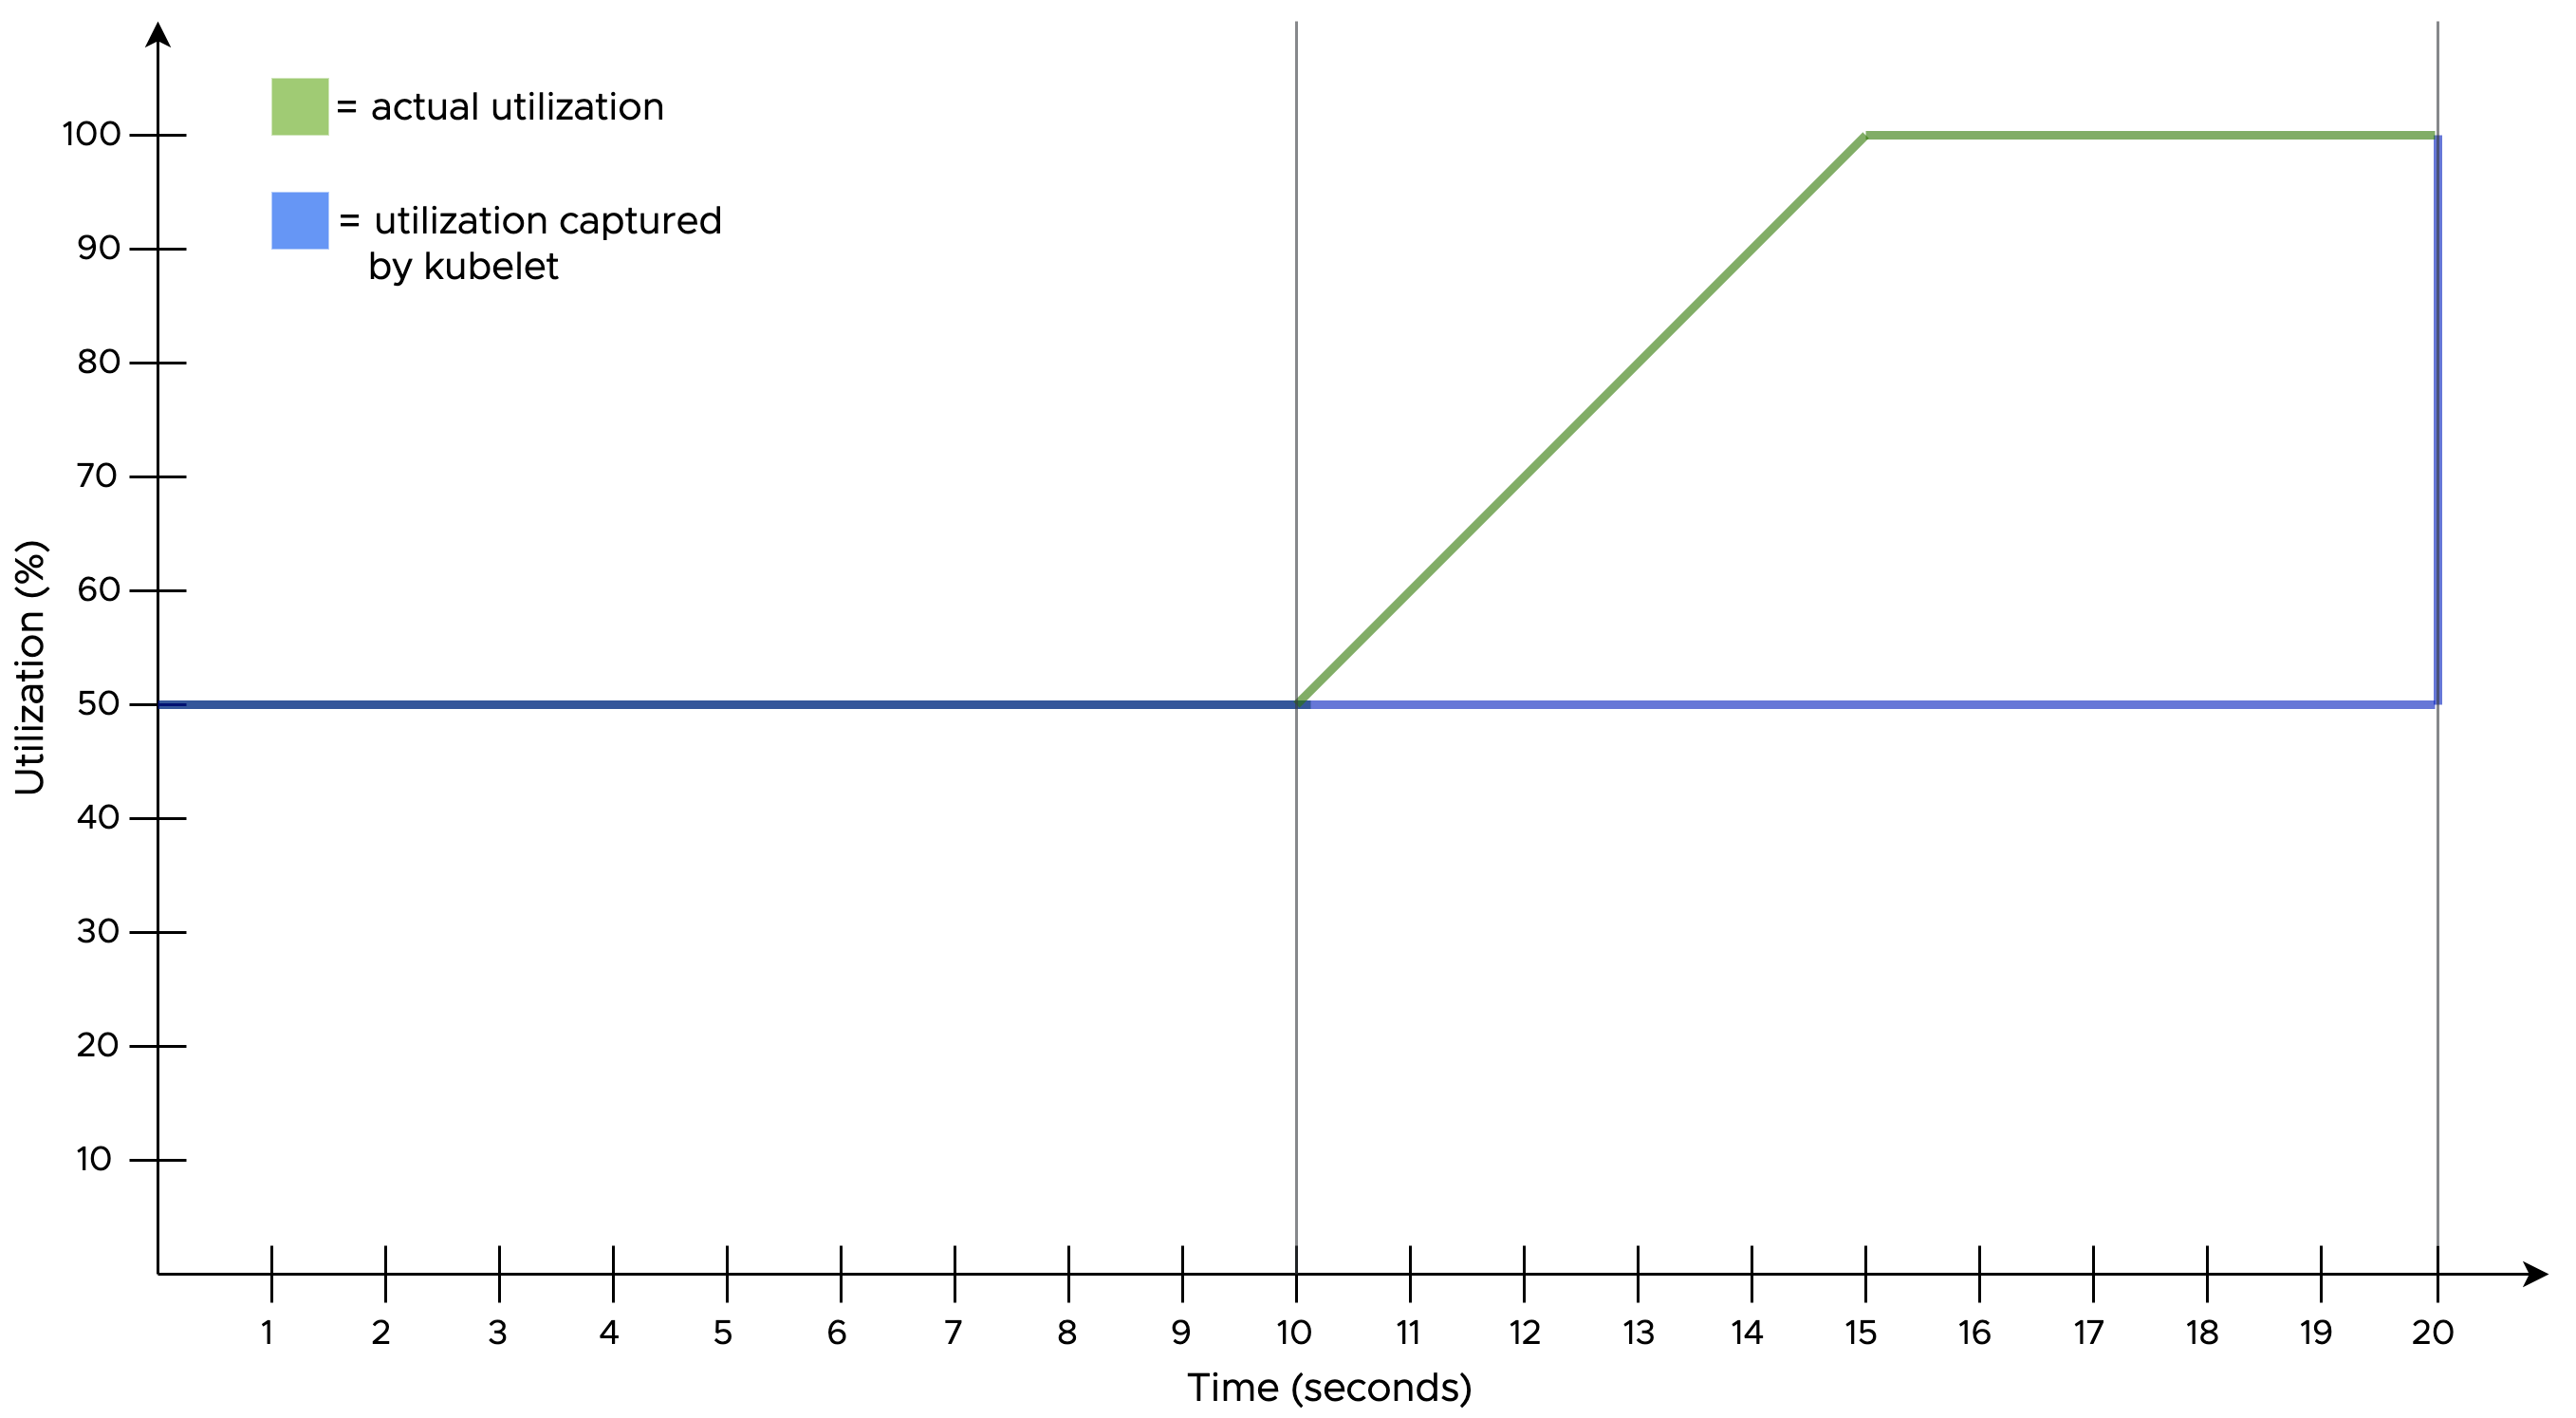 = actual utilization
= utilization captured
by kubelet
100
90
80
70
60
50
40
30
20
10
Utilization (%)
1 2 3 4 5 6 7 8 9 10 11 12 13 14 15 16 17 18 19 20
Time (seconds)